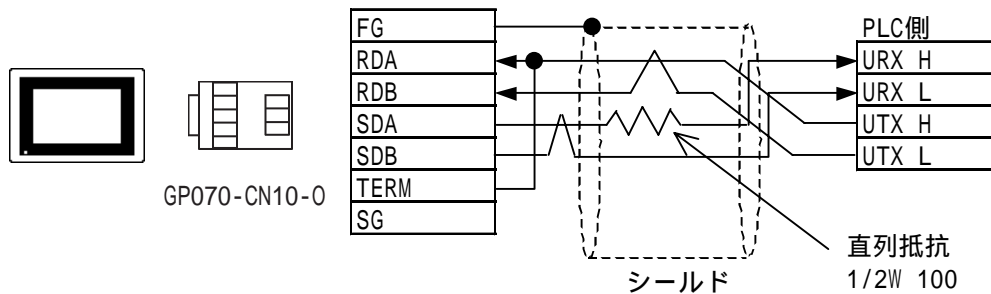 GP070-CN10-O
FG
RDA
RDB
SDA
SDB
TERM
SG
シールド
PLC側
URX H
URX L
UTX H
UTX L
直列抵抗
1/2W 100